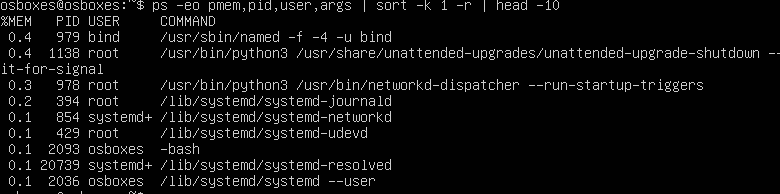 osboxes@osboxes:~$ ps -eo pmem,pid,user,args | sort -k 1 -r | head -10
%MEM   PID USER     COMMAND
 0.4   979 bind     /usr/sbin/named -f -4 -u bind
 0.4  1138 root     /usr/bin/python3 /usr/share/unattended-upgrades/unattended-upgrade-shutdown --
it-for-signal
 0.3   978 root     /usr/bin/python3 /usr/bin/networkd-dispatcher --run-startup-triggers
 0.2   394 root     /lib/systemd/systemd-journald
 0.1   854 systemd+ /lib/systemd/systemd-networkd
 0.1   429 root     /lib/systemd/systemd-udevd
 0.1  2093 osboxes  -bash
 0.1 20739 systemd+ /lib/systemd/systemd-resolved
 0.1  2036 osboxes  /lib/systemd/systemd --user